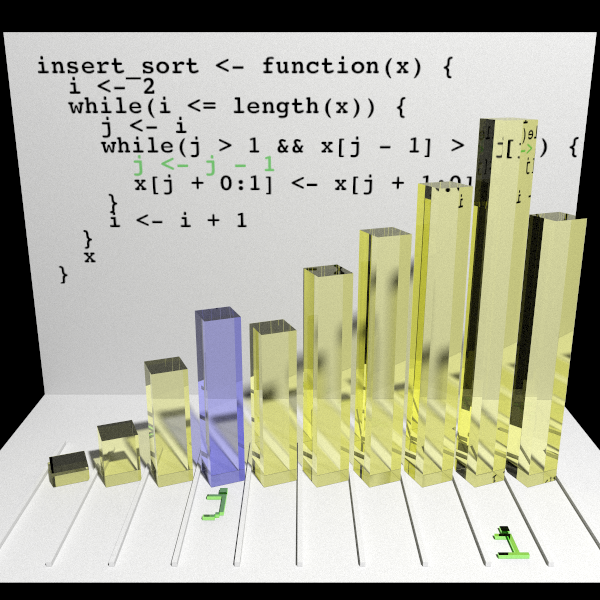 insert_sort <- function(x) {
i <- 2
while(i <= length(x)) {
j <- i
while(j > 1 && x[j - 1] > ) {
j <- j - 1
x[j + 0:1] <- x[j + 1:0]
}
i <- i + 1
}
x
}
j
i